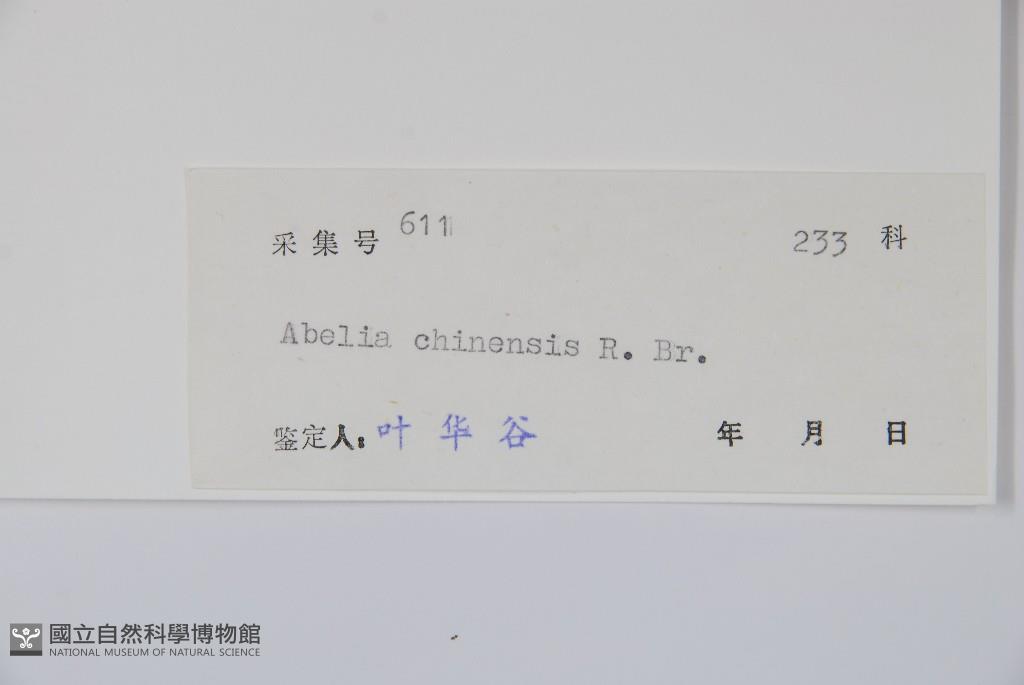 采集号 611 233 科
Abelia chinensis R. Br.
鉴定人: 叶华谷 年 月 日
國立自然科學博物館
NATIONAL MUSEUM OF NATURAL SCIENCE